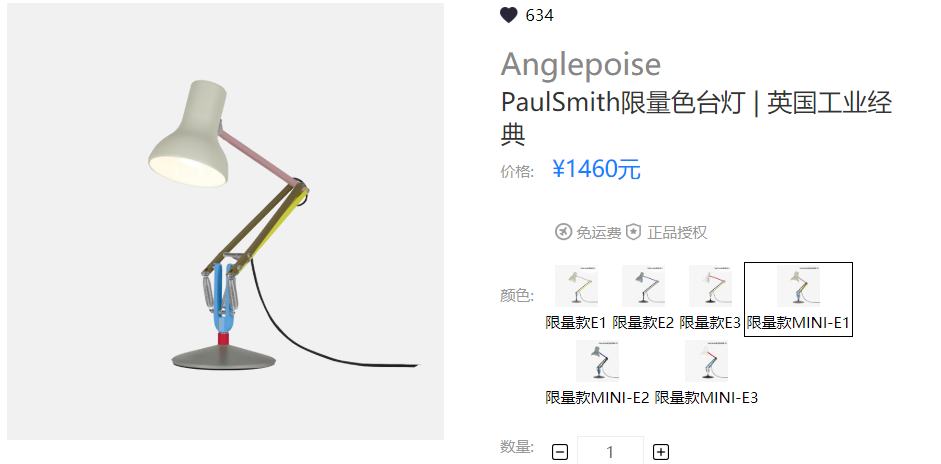 634
Anglepoise
PaulSmith限量色台灯 | 英国工业经
典
价格: ¥1460元
免运费 正品授权
颜色:
限量款E1 限量款E2 限量款E3 限量款MINI-E1
限量款MINI-E2 限量款MINI-E3
数量: 1